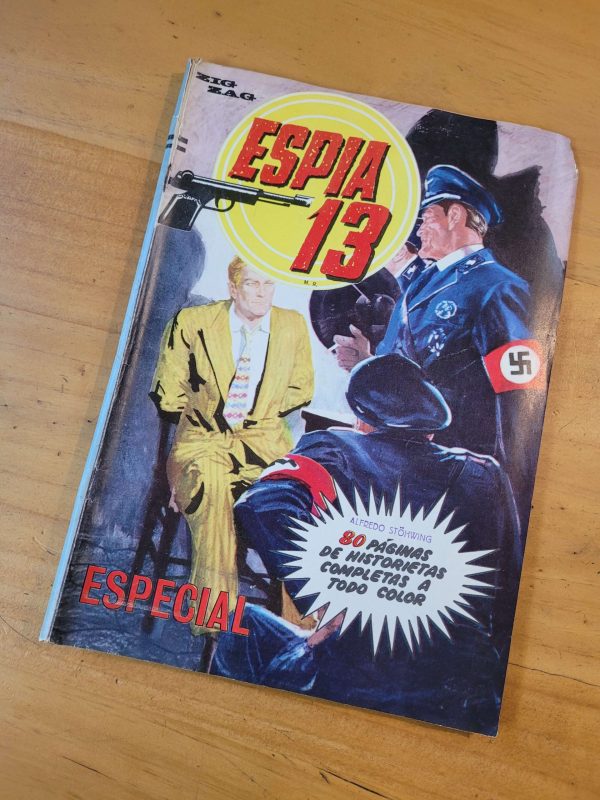 ZIG
ZAG
ESPIA
13
M. R.
ALFREDO STÖHWING
80 PÁGINAS
DE HISTORIETAS
COMPLETAS A
TODO COLOR
ESPECIAL